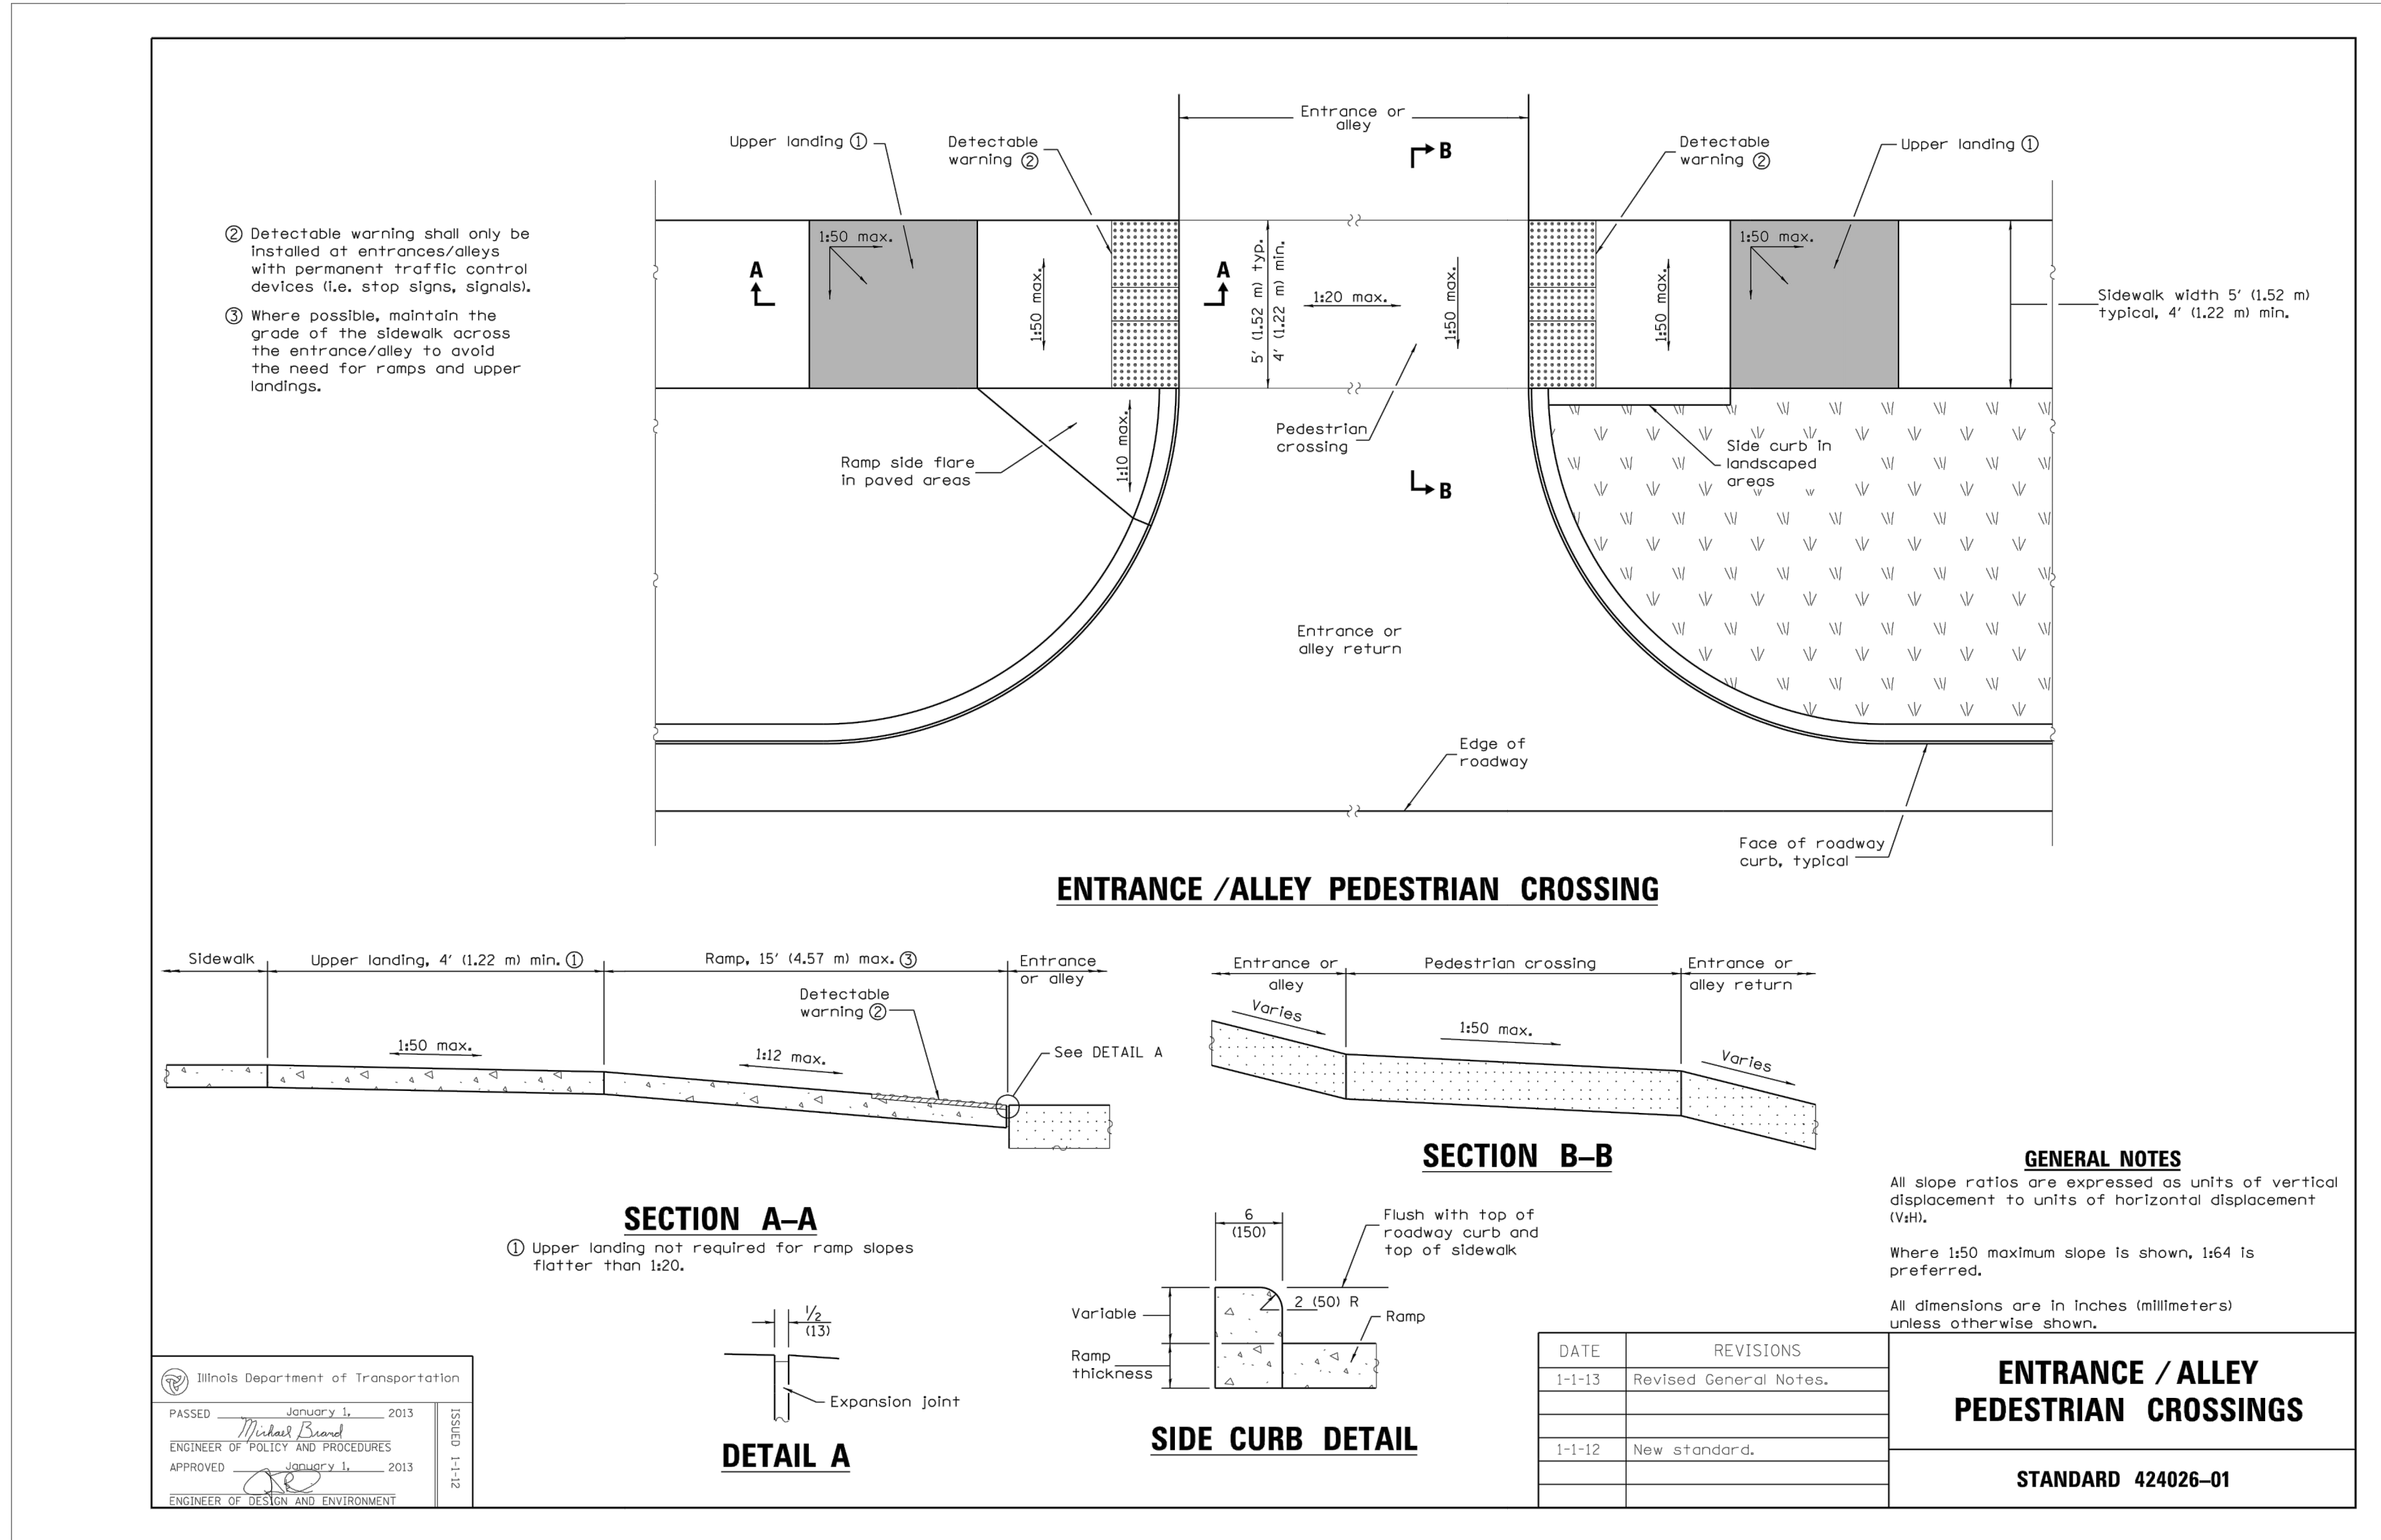 Entrance or
alley
B
Upper landing ①
Detectable
warning ②
Detectable
warning ②
Upper landing ①
② Detectable warning shall only be
installed at entrances/alleys
with permanent traffic control
devices (i.e. stop signs, signals).
③ Where possible, maintain the
grade of the sidewalk across
the entrance/alley to avoid
the need for ramps and upper
landings.
1:50 max.
A
1:50 max.
A
5' (1.52 m) typ.
4' (1.22 m) min.
1:20 max.
1:50 max.
1:50 max.
1:50 max.
Sidewalk width 5' (1.52 m)
typical, 4' (1.22 m) min.
Ramp side flare
in paved areas
1:10 max.
Pedestrian
crossing
B
Side curb in
landscaped
areas
Entrance or
alley return
Edge of
roadway
Face of roadway
curb, typical
ENTRANCE /ALLEY PEDESTRIAN CROSSING
Sidewalk
Upper landing, 4' (1.22 m) min. ①
Ramp, 15' (4.57 m) max. ③
Entrance
or alley
Detectable
warning ②
1:50 max.
1:12 max.
See DETAIL A
SECTION A–A
① Upper landing not required for ramp slopes
flatter than 1:20.
Entrance or
alley
Pedestrian crossing
Entrance or
alley return
Varies
1:50 max.
Varies
SECTION B–B
1/2
(13)
Expansion joint
DETAIL A
6
(150)
Flush with top of
roadway curb and
top of sidewalk
2 (50) R
Variable
Ramp
Ramp
thickness
SIDE CURB DETAIL
GENERAL NOTES
All slope ratios are expressed as units of vertical
displacement to units of horizontal displacement
(V:H).
Where 1:50 maximum slope is shown, 1:64 is
preferred.
All dimensions are in inches (millimeters)
unless otherwise shown.
Illinois Department of Transportation
PASSED January 1, 2013
Michael Brand
ENGINEER OF POLICY AND PROCEDURES
APPROVED January 1, 2013
ENGINEER OF DESIGN AND ENVIRONMENT
ISSUED 1-1-12
DATE REVISIONS
1-1-13 Revised General Notes.
1-1-12 New standard.
ENTRANCE / ALLEY
PEDESTRIAN CROSSINGS
STANDARD 424026–01